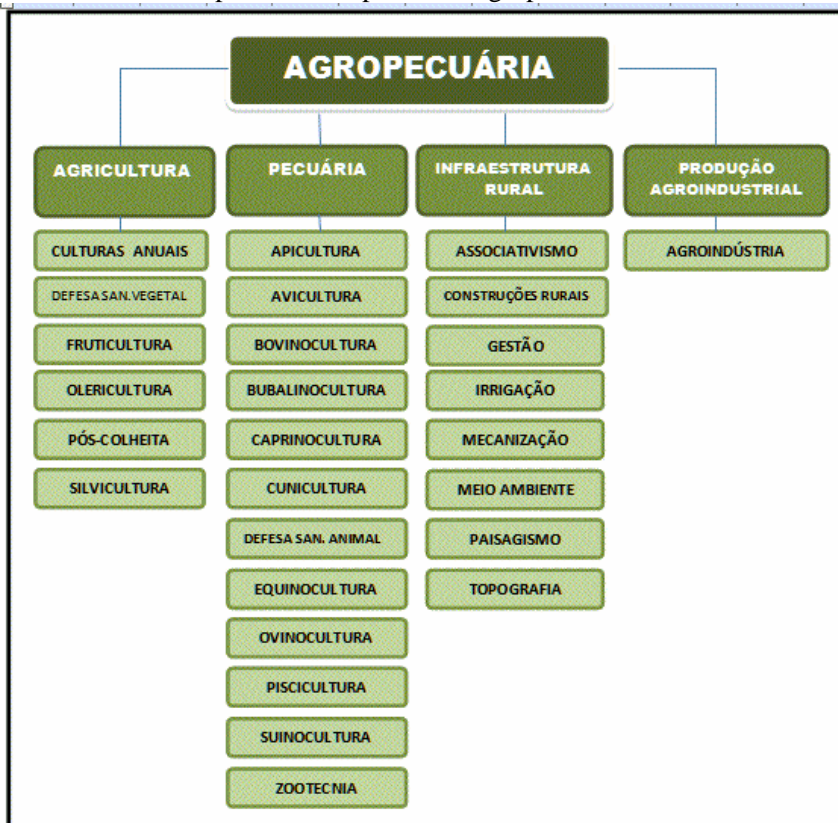 AGROPECUÁRIA
AGRICULTURA
CULTURAS ANUAIS
DEFESA SAN. VEGETAL
FRUTICULTURA
OLERICULTURA
PÓS-COLHEITA
SILVICULTURA
PECUÁRIA
APICULTURA
AVICULTURA
BOVINOCULTURA
BUBALINOCULTURA
CAPRINOCULTURA
CUNICULTURA
DEFESA SAN. ANIMAL
EQUINOCULTURA
OVINOCULTURA
PISCICULTURA
SUINOCULTURA
ZOOTECNIA
INFRAESTRUTURA
RURAL
ASSOCIATIVISMO
CONSTRUÇÕES RURAIS
GESTÃO
IRRIGAÇÃO
MECANIZAÇÃO
MEIO AMBIENTE
PAISAGISMO
TOPOGRAFIA
PRODUÇÃO
AGROINDUSTRIAL
AGROINDÚSTRIA